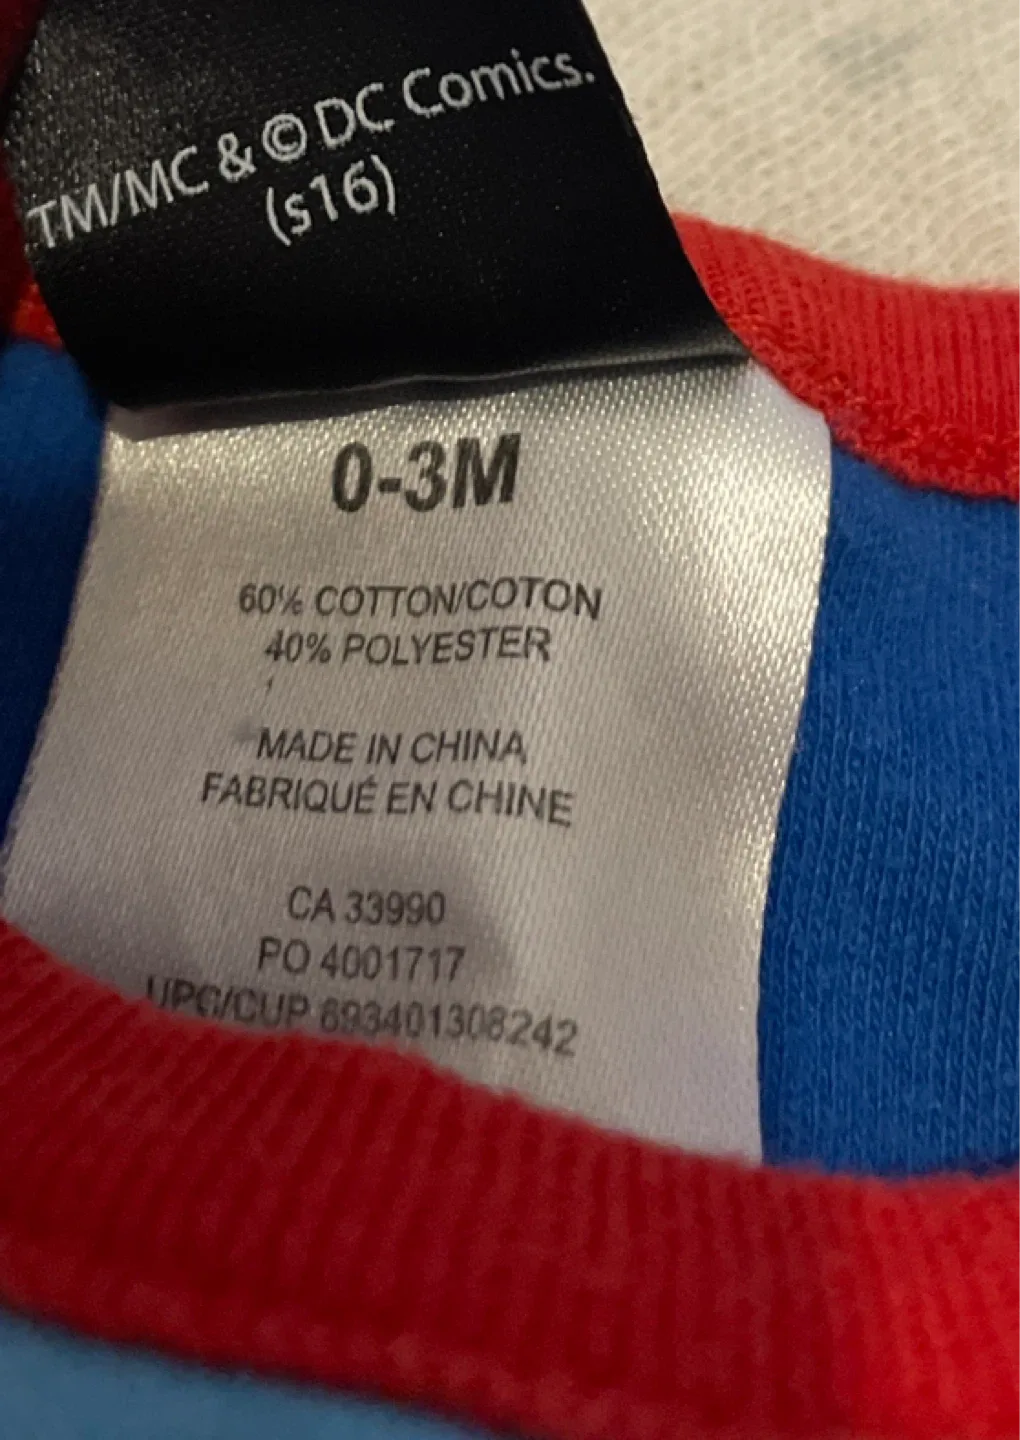 TM/MC & © DC Comics.
(s16)
0-3M
60% COTTON/COTON
40% POLYESTER
MADE IN CHINA
FABRIQUÉ EN CHINE
CA 33990
PO 4001717
UPC/CUP 693401308242